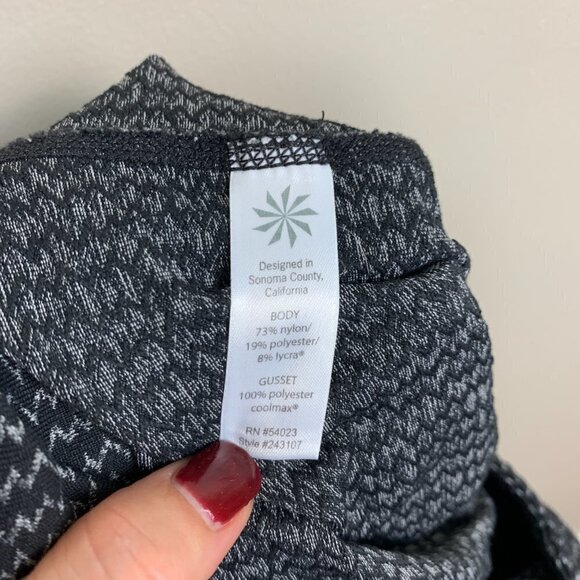 Designed in
Sonoma County,
California
BODY
73% nylon/
19% polyester/
8% lycra®
GUSSET
100% polyester
coolmax®
RN #54023
Style #243107